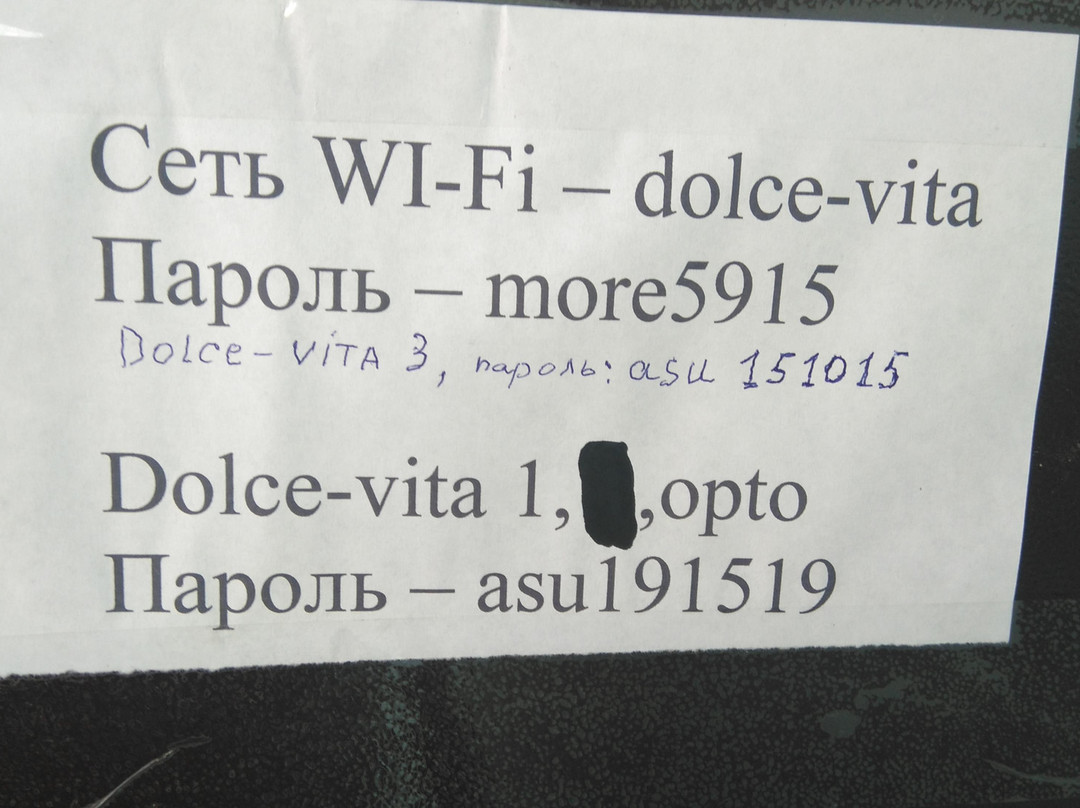 Сеть WI-Fi – dolce-vita
Пароль – more5915
Dolce-VITA 3, пароль: asu 151015
Dolce-vita 1, ,opto
Пароль – asu191519